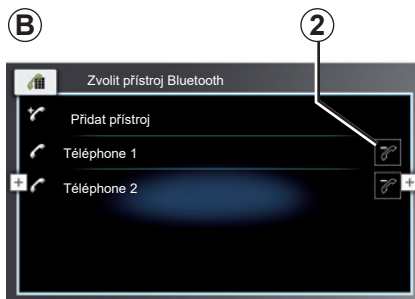 B
2
Zvolit přístroj Bluetooth
Přidat přístroj
Téléphone 1
Téléphone 2